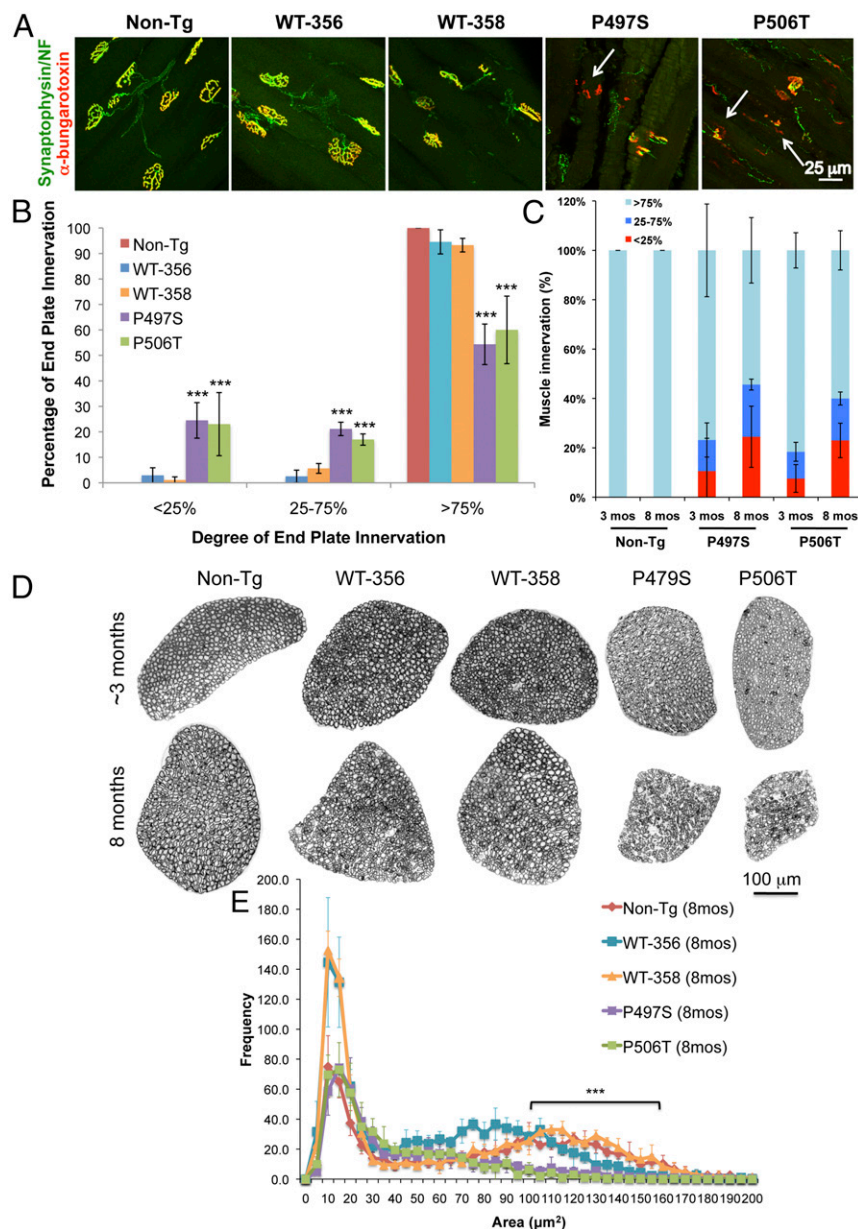 A
Non-Tg WT-356 WT-358 P497S P506T
Synaptophysin/NF
α-bungarotoxin
25 μm
B
Percentage of End Plate Innervation
100
90
80
70
60
50
40
30
20
10
0
Non-Tg
WT-356
WT-358
P497S
P506T
*** *** *** *** *** ***
<25% 25-75% >75%
Degree of End Plate Innervation
C
>75%
25-75%
<25%
Muscle innervation (%)
120%
100%
80%
60%
40%
20%
0%
3 mos 8 mos 3 mos 8 mos 3 mos 8 mos
Non-Tg P497S P506T
D
Non-Tg WT-356 WT-358 P479S P506T
~3 months
8 months
100 μm
E
Frequency
200.0
180.0
160.0
140.0
120.0
100.0
80.0
60.0
40.0
20.0
0.0
Non-Tg (8mos)
WT-356 (8mos)
WT-358 (8mos)
P497S (8mos)
P506T (8mos)
***
0 10 20 30 40 50 60 70 80 90 100 110 120 130 140 150 160 170 180 190 200
Area (μm²)